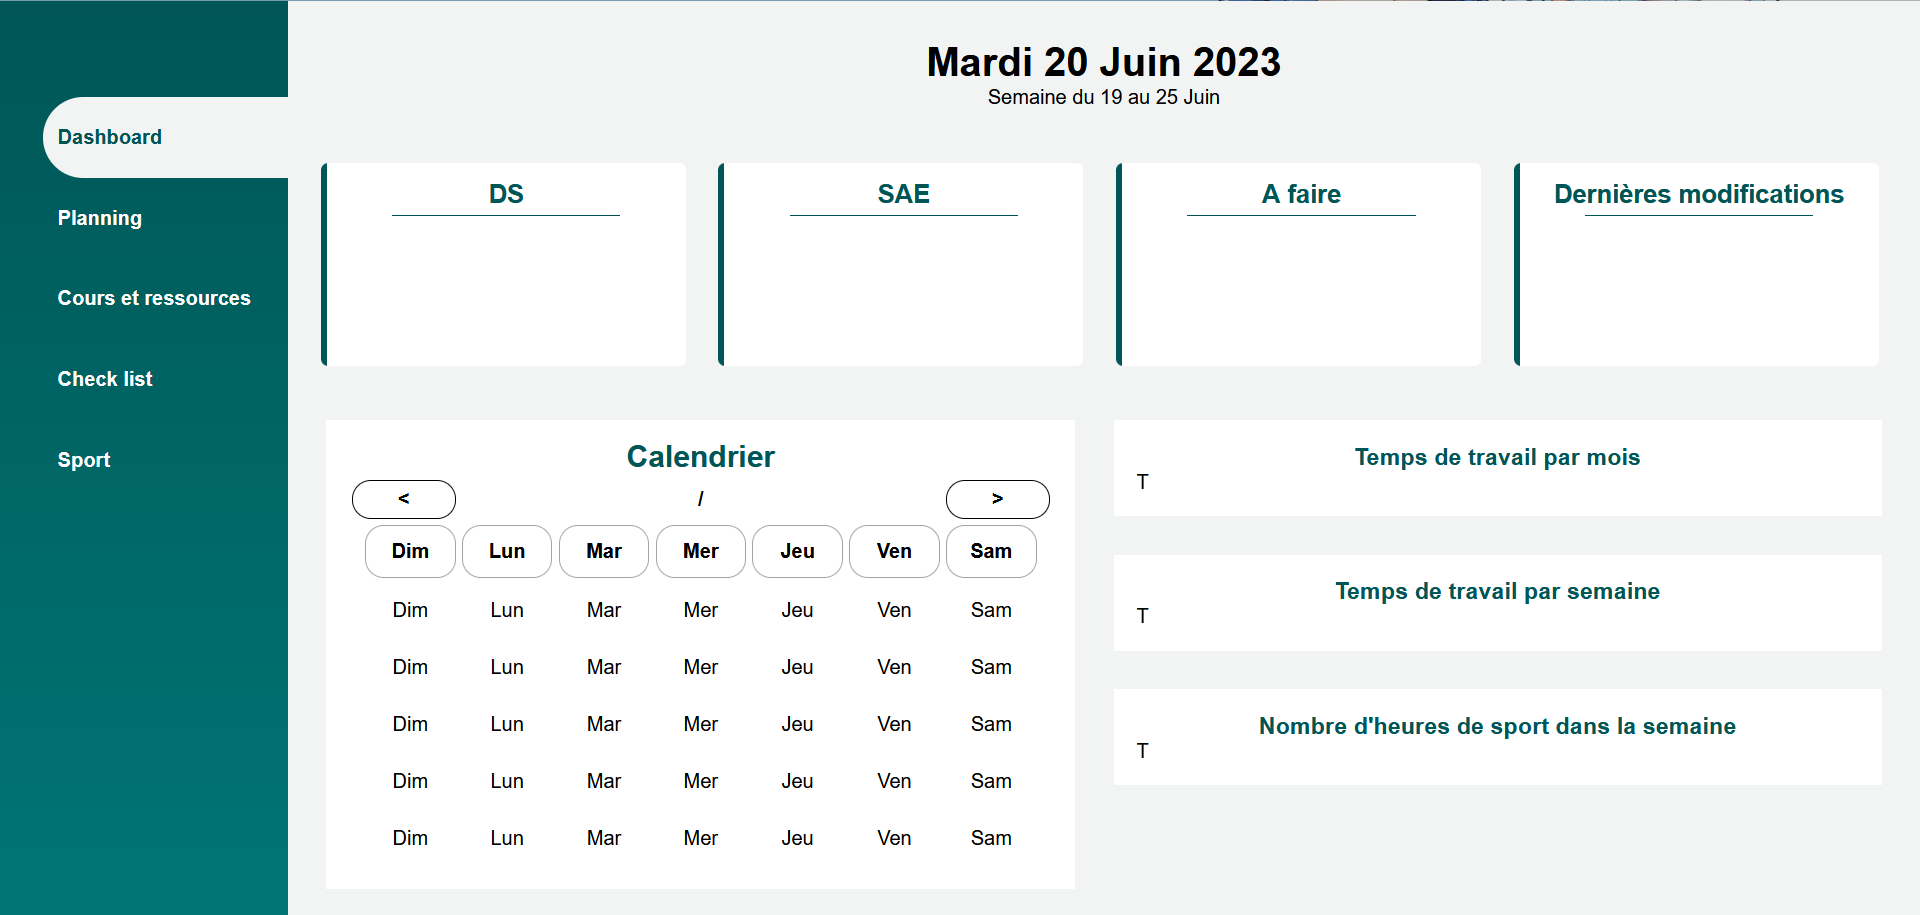 Dashboard
Planning
Cours et ressources
Check list
Sport
Mardi 20 Juin 2023
Semaine du 19 au 25 Juin
DS
SAE
A faire
Dernières modifications
Calendrier
< / >
Dim Lun Mar Mer Jeu Ven Sam
Dim Lun Mar Mer Jeu Ven Sam
Dim Lun Mar Mer Jeu Ven Sam
Dim Lun Mar Mer Jeu Ven Sam
Dim Lun Mar Mer Jeu Ven Sam
Dim Lun Mar Mer Jeu Ven Sam
Temps de travail par mois
T
Temps de travail par semaine
T
Nombre d'heures de sport dans la semaine
T